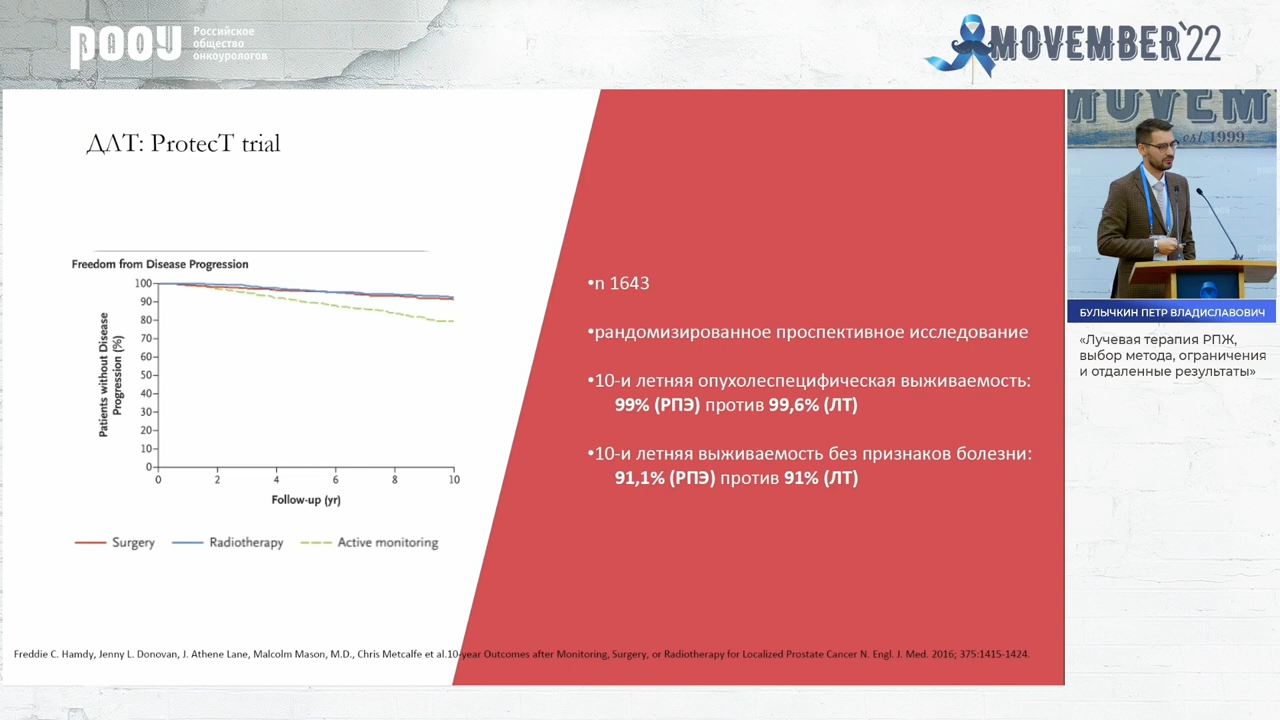 РООУ
Российское
общество
онкоурологов
MOVEMBER'22
ДЛТ: ProtecT trial
Freedom from Disease Progression
Patients without Disease
Progression (%)
100
90
80
70
60
50
40
30
20
10
0
0 2 4 6 8 10
Follow-up (yr)
Surgery Radiotherapy Active monitoring
•n 1643
•рандомизированное проспективное исследование
•10-и летняя опухолеспецифическая выживаемость:
99% (РПЭ) против 99,6% (ЛТ)
•10-и летняя выживаемость без признаков болезни:
91,1% (РПЭ) против 91% (ЛТ)
Freddie C. Hamdy, Jenny L. Donovan, J. Athene Lane, Malcolm Mason, M.D., Chris Metcalfe et al.10-year Outcomes after Monitoring, Surgery, or Radiotherapy for Localized Prostate Cancer N. Engl. J. Med. 2016; 375:1415-1424.
MOVEM
est. 1999
БУЛЫЧКИН ПЕТР ВЛАДИСЛАВОВИЧ
«Лучевая терапия РПЖ,
выбор метода, ограничения
и отдаленные результаты»